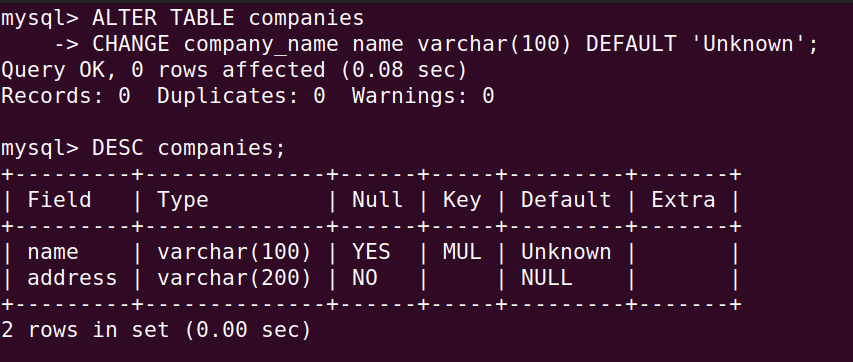 mysql> ALTER TABLE companies
    -> CHANGE company_name name varchar(100) DEFAULT 'Unknown';
Query OK, 0 rows affected (0.08 sec)
Records: 0  Duplicates: 0  Warnings: 0

mysql> DESC companies;
+---------+--------------+------+-----+---------+-------+
| Field   | Type         | Null | Key | Default | Extra |
+---------+--------------+------+-----+---------+-------+
| name    | varchar(100) | YES  | MUL | Unknown |       |
| address | varchar(200) | NO   |     | NULL    |       |
+---------+--------------+------+-----+---------+-------+
2 rows in set (0.00 sec)